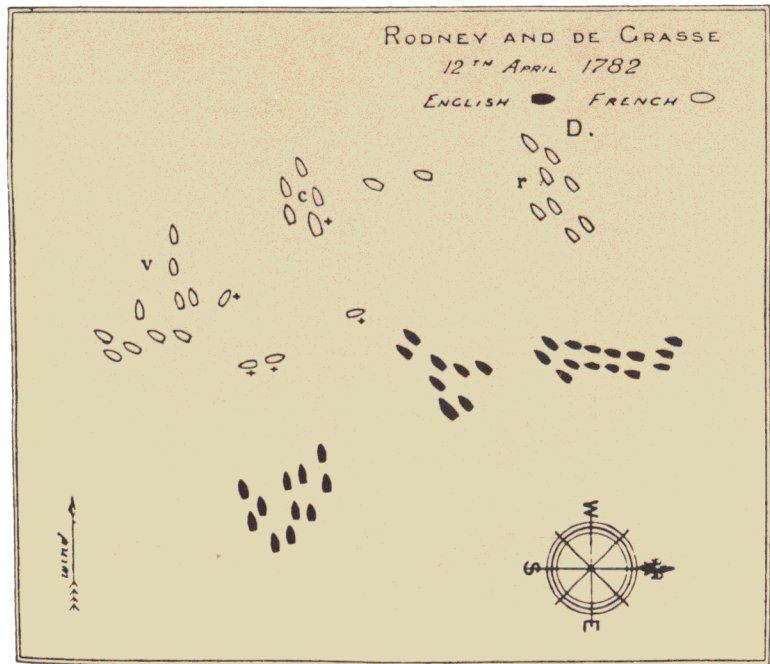 RODNEY AND DE GRASSE
12TH APRIL 1782
ENGLISH FRENCH
D.
r
c
+
v
+
+
+
+
wind
W
S
E